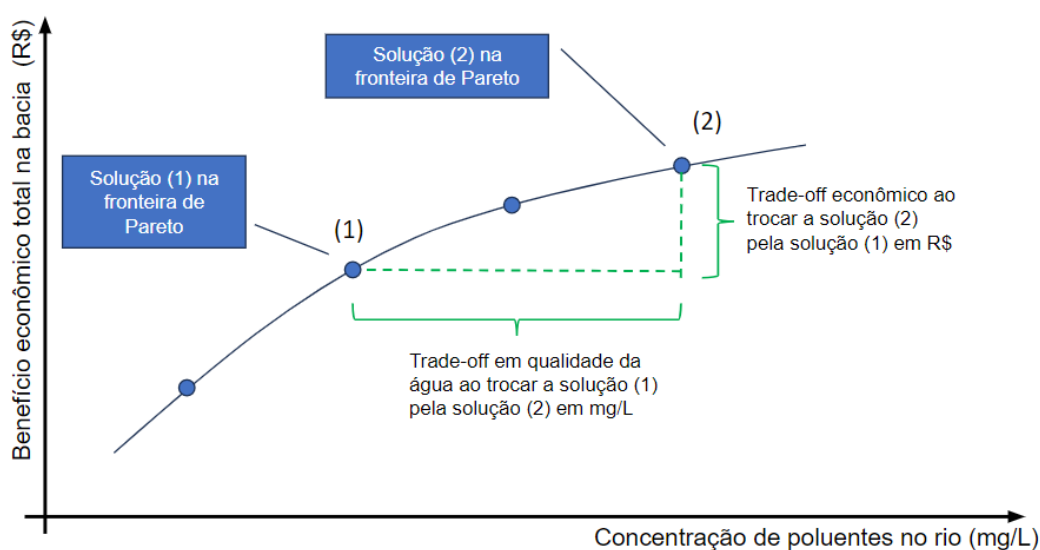 Benefício econômico total na bacia (R$)
Solução (2) na
fronteira de Pareto
(2)
Solução (1) na
fronteira de
Pareto
(1)
Trade-off econômico ao
trocar a solução (2)
pela solução (1) em R$
Trade-off em qualidade da
água ao trocar a solução (1)
pela solução (2) em mg/L
Concentração de poluentes no rio (mg/L)